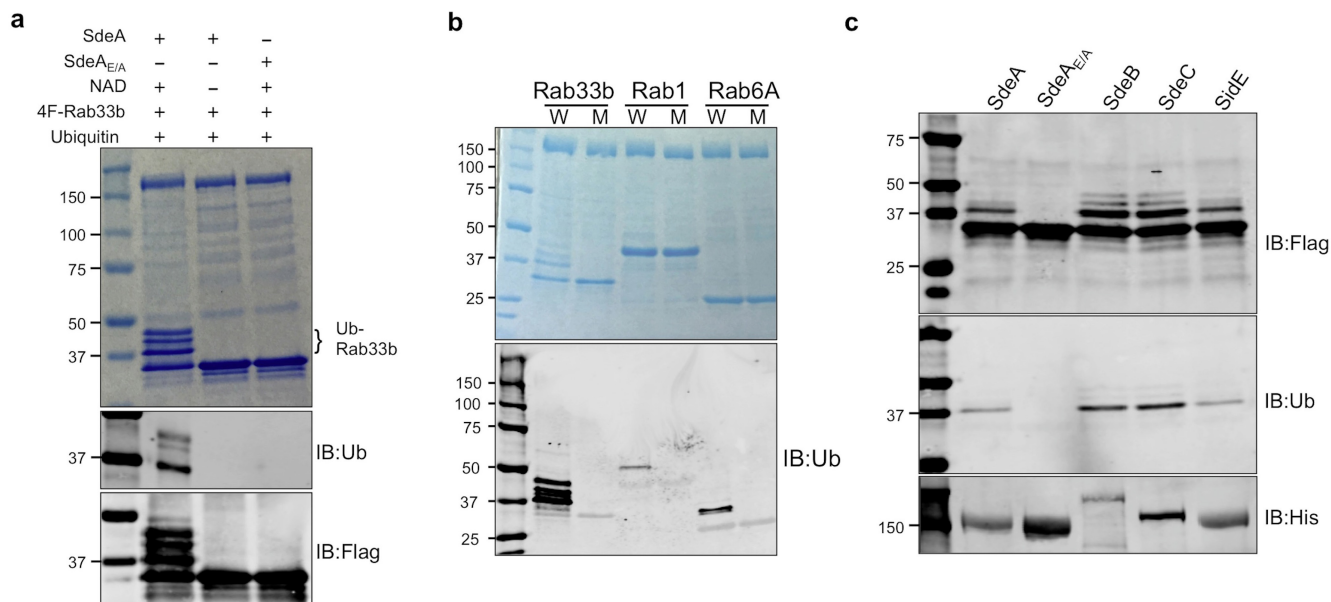 a
SdeA + + –
SdeA_E/A – – +
NAD + – +
4F-Rab33b + + +
Ubiquitin + + +
150
100
75
50
37
Ub-
Rab33b
37
IB:Ub
37
IB:Flag
b
Rab33b Rab1 Rab6A
W M W M W M
150
100
75
50
37
25
150
100
75
50
37
25
IB:Ub
c
SdeA SdeA_E/A SdeB SdeC SidE
75
50
37
25
IB:Flag
37
IB:Ub
150
IB:His